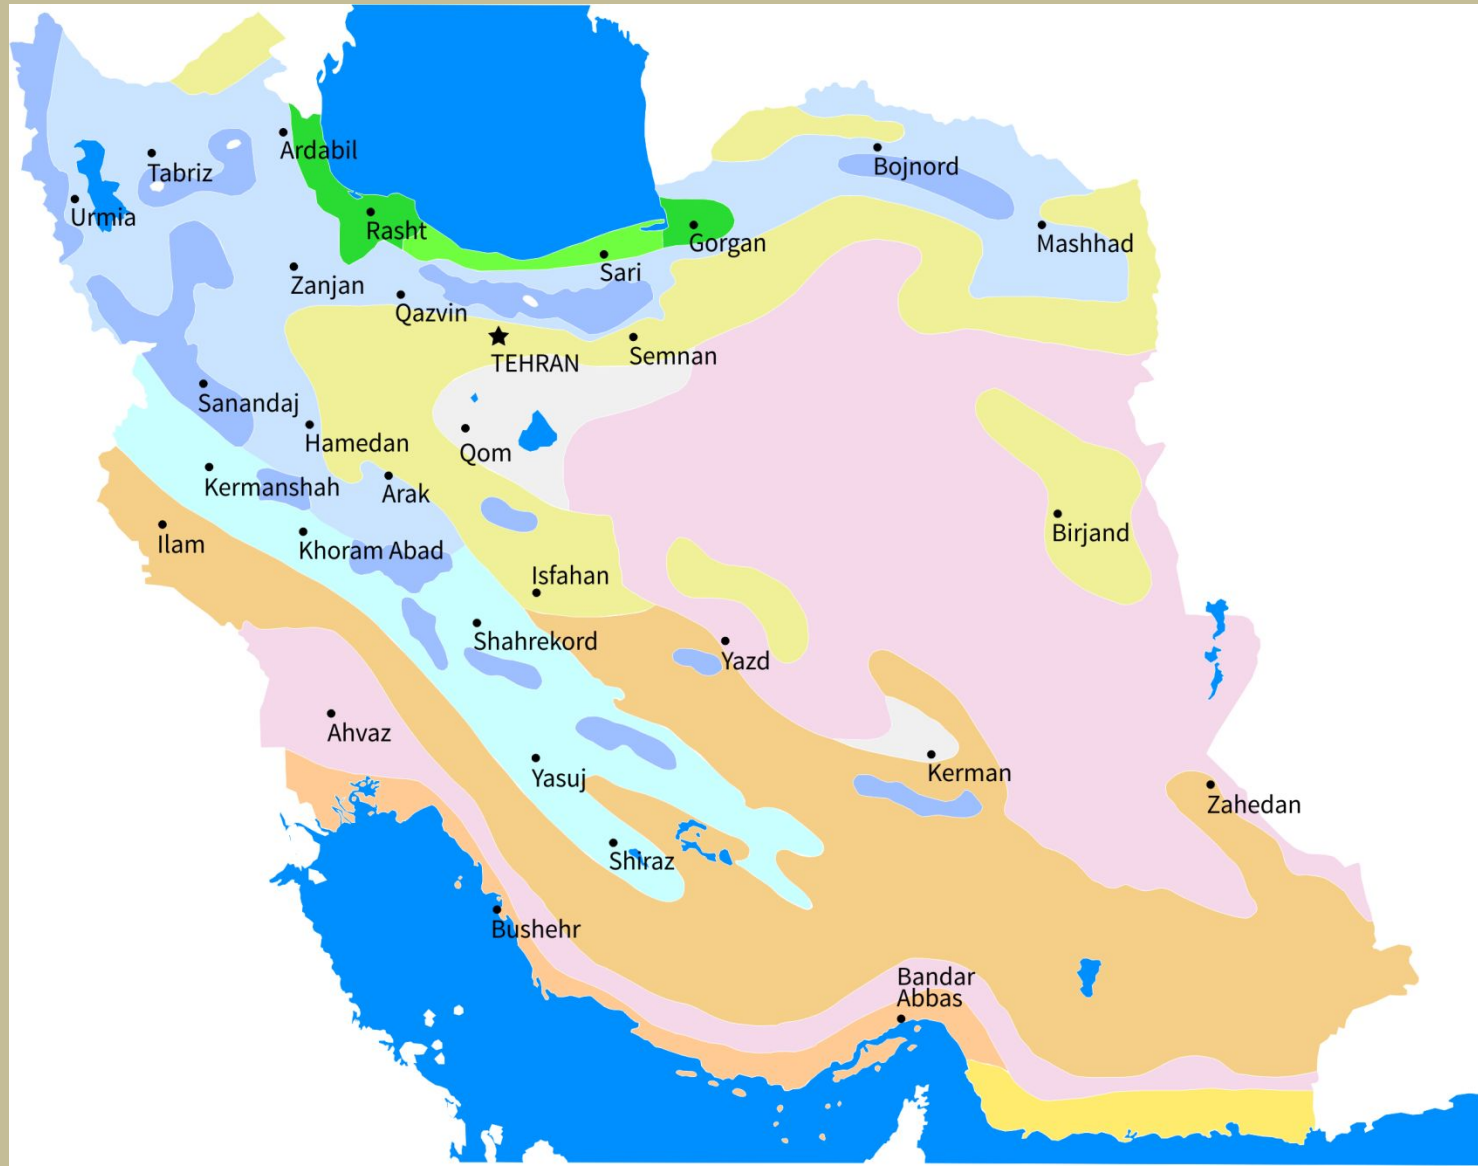 Ardabil
Tabriz
Bojnord
Urmia
Rasht
Gorgan
Mashhad
Sari
Zanjan
Qazvin
TEHRAN
Semnan
Sanandaj
Hamedan
Qom
Kermanshah
Arak
Ilam
Khoram Abad
Birjand
Isfahan
Shahrekord
Yazd
Ahvaz
Yasuj
Kerman
Zahedan
Shiraz
Bushehr
Bandar
Abbas